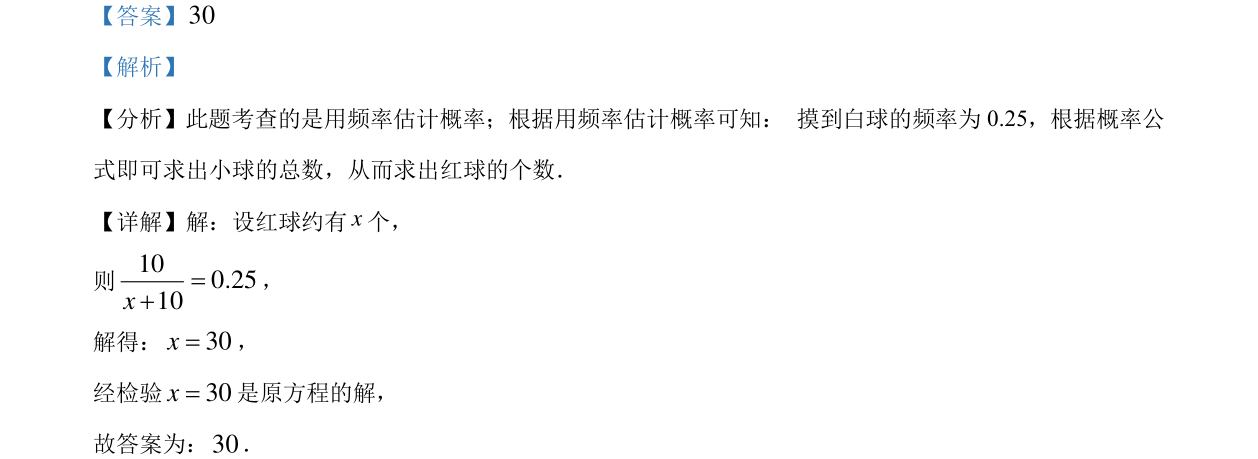 【答案】30
【解析】
【分析】此题考查的是用频率估计概率；根据用频率估计概率可知： 摸到白球的频率为 0.25，根据概率公
式即可求出小球的总数，从而求出红球的个数．
【详解】解：设红球约有 x 个，
则 \frac{10}{x+10} = 0.25，
解得： x = 30，
经检验 x = 30 是原方程的解，
故答案为：30．